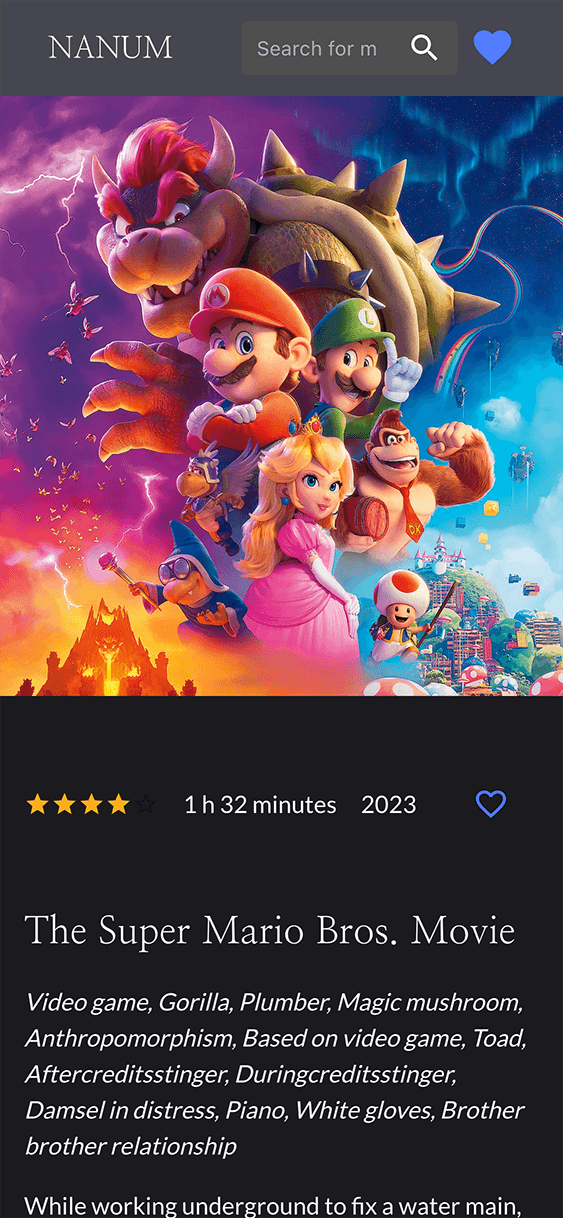 NANUM
Search for m
M
L
DK
1 h 32 minutes 2023
The Super Mario Bros. Movie
Video game, Gorilla, Plumber, Magic mushroom,
Anthropomorphism, Based on video game, Toad,
Aftercreditsstinger, Duringcreditsstinger,
Damsel in distress, Piano, White gloves, Brother
brother relationship
While working underground to fix a water main,